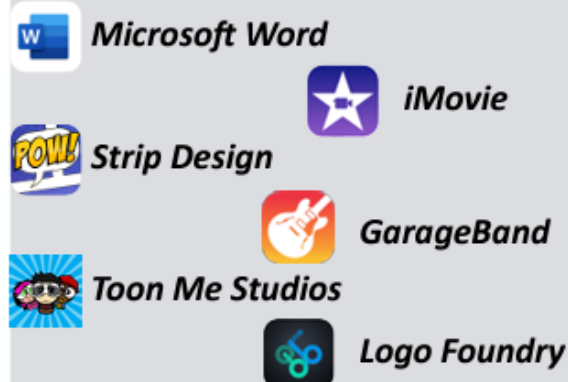 W Microsoft Word
iMovie
POW! Strip Design
GarageBand
Toon Me Studios
Logo Foundry